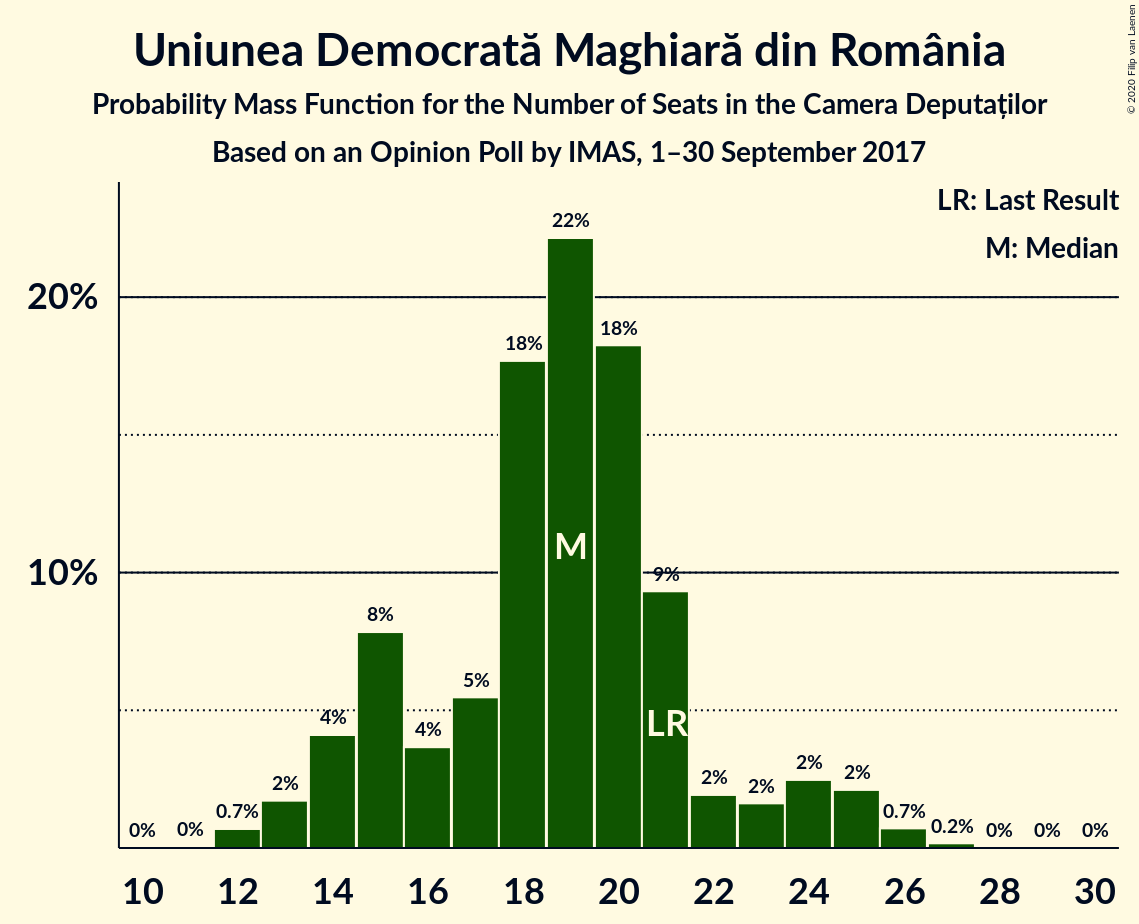 Uniunea Democrată Maghiară din România
Probability Mass Function for the Number of Seats in the Camera Deputaților
Based on an Opinion Poll by IMAS, 1–30 September 2017
© 2020 Filip van Laenen
LR: Last Result
M: Median
20%
10%
0%
0%
0.7%
2%
4%
8%
4%
5%
18%
22%
18%
9%
2%
2%
2%
2%
0.7%
0.2%
0%
0%
0%
M
LR
10 12 14 16 18 20 22 24 26 28 30